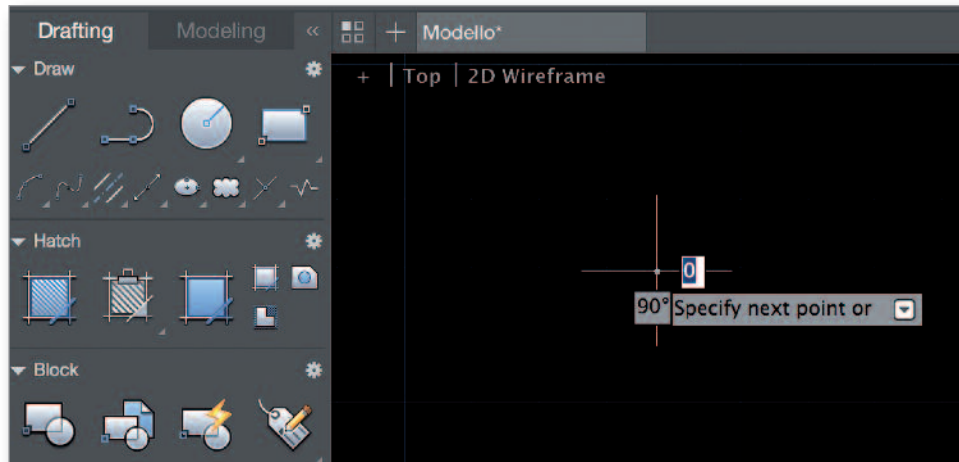 Drafting Modeling «
Modello*
Draw
+ | Top | 2D Wireframe
Hatch
0
90° Specify next point or
Block